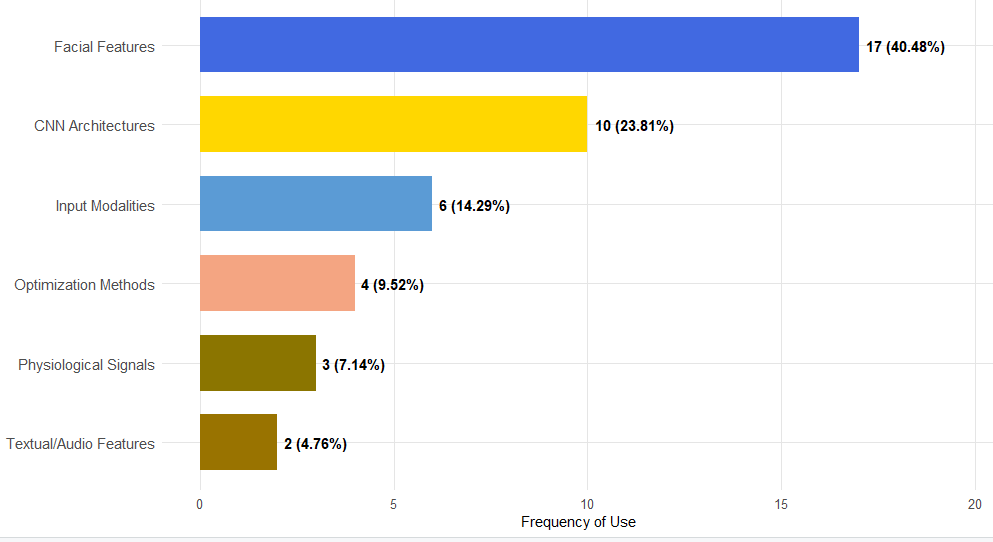 Facial Features 17 (40.48%)
CNN Architectures 10 (23.81%)
Input Modalities 6 (14.29%)
Optimization Methods 4 (9.52%)
Physiological Signals 3 (7.14%)
Textual/Audio Features 2 (4.76%)
0 5 10 15 20
Frequency of Use